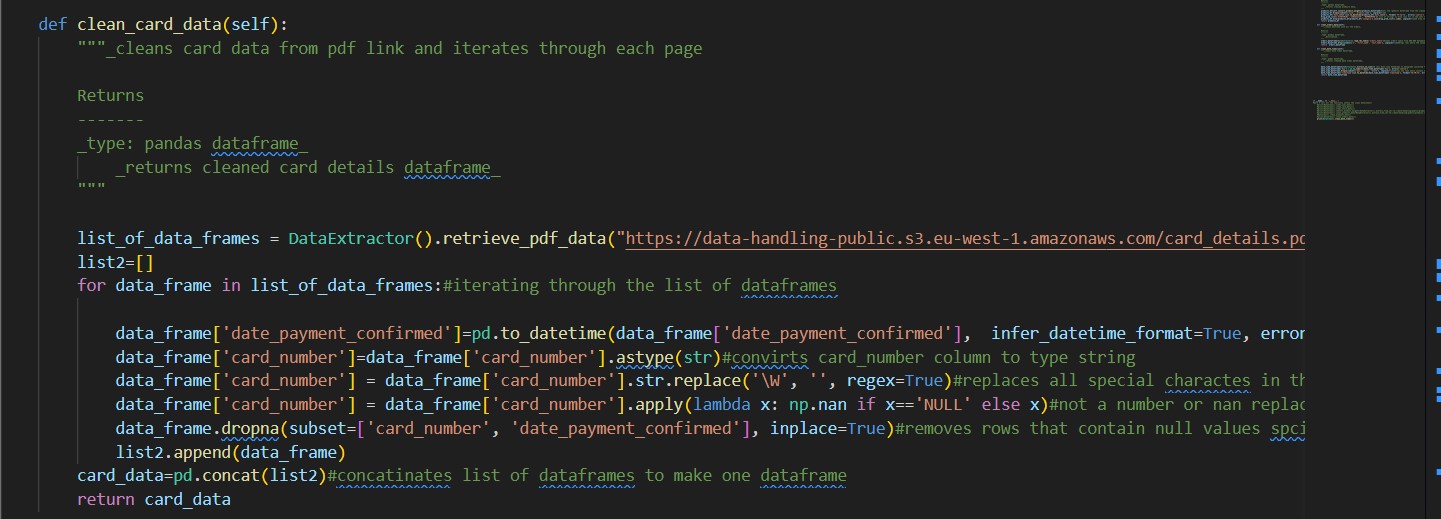 def clean_card_data(self):
    """_cleans card data from pdf link and iterates through each page

    Returns
    -------
    _type: pandas dataframe_
        _returns cleaned card details dataframe_
    """

    list_of_data_frames = DataExtractor().retrieve_pdf_data("https://data-handling-public.s3.eu-west-1.amazonaws.com/card_details.pd
    list2=[]
    for data_frame in list_of_data_frames:#iterating through the list of dataframes

        data_frame['date_payment_confirmed']=pd.to_datetime(data_frame['date_payment_confirmed'],  infer_datetime_format=True, error
        data_frame['card_number']=data_frame['card_number'].astype(str)#convirts card_number column to type string
        data_frame['card_number'] = data_frame['card_number'].str.replace('\W', '', regex=True)#replaces all special charactes in th
        data_frame['card_number'] = data_frame['card_number'].apply(lambda x: np.nan if x=='NULL' else x)#not a number or nan replac
        data_frame.dropna(subset=['card_number', 'date_payment_confirmed'], inplace=True)#removes rows that contain null values spci
        list2.append(data_frame)
    card_data=pd.concat(list2)#concatinates list of dataframes to make one dataframe
    return card_data